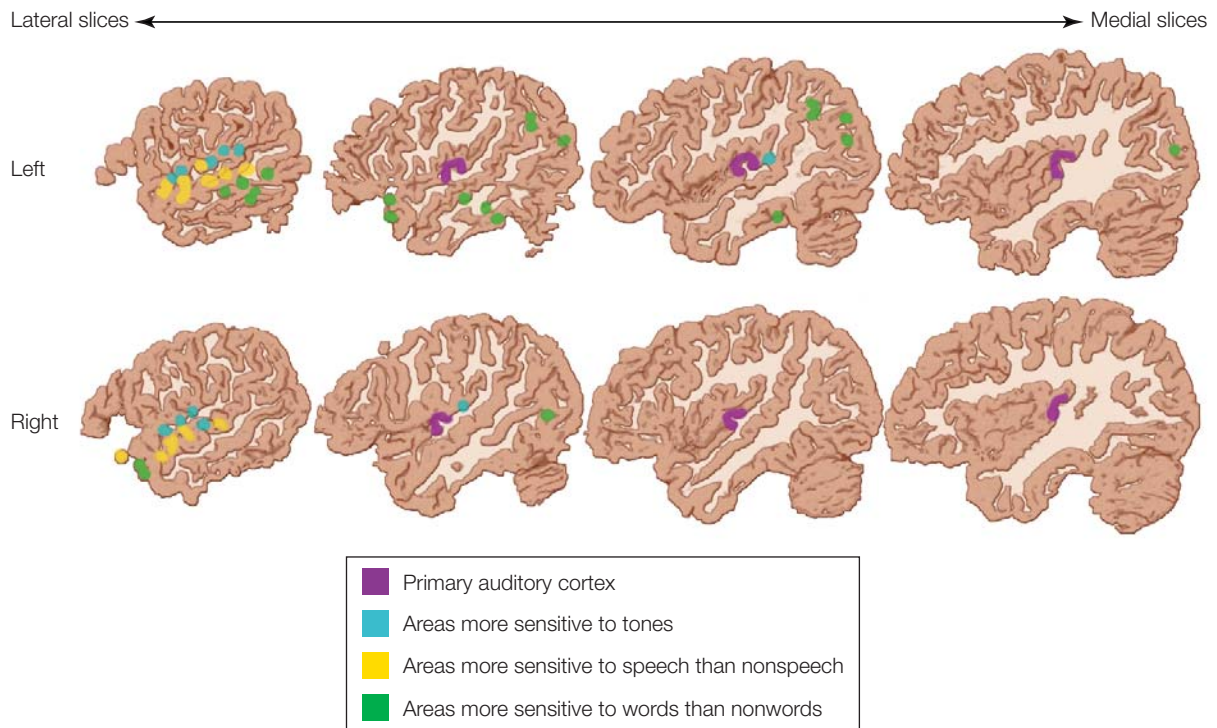 Lateral slices
Medial slices
Left
Right
Primary auditory cortex
Areas more sensitive to tones
Areas more sensitive to speech than nonspeech
Areas more sensitive to words than nonwords